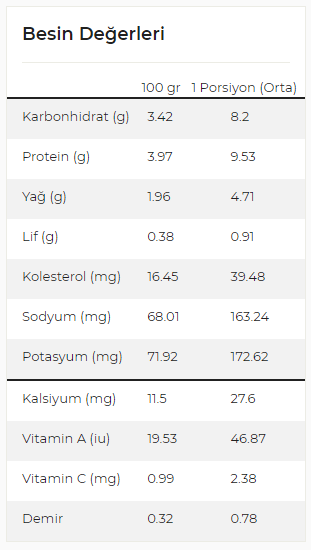 Besin Değerleri
100 gr 1 Porsiyon (Orta)
Karbonhidrat (g) 3.42 8.2
Protein (g) 3.97 9.53
Yağ (g) 1.96 4.71
Lif (g) 0.38 0.91
Kolesterol (mg) 16.45 39.48
Sodyum (mg) 68.01 163.24
Potasyum (mg) 71.92 172.62
Kalsiyum (mg) 11.5 27.6
Vitamin A (iu) 19.53 46.87
Vitamin C (mg) 0.99 2.38
Demir 0.32 0.78